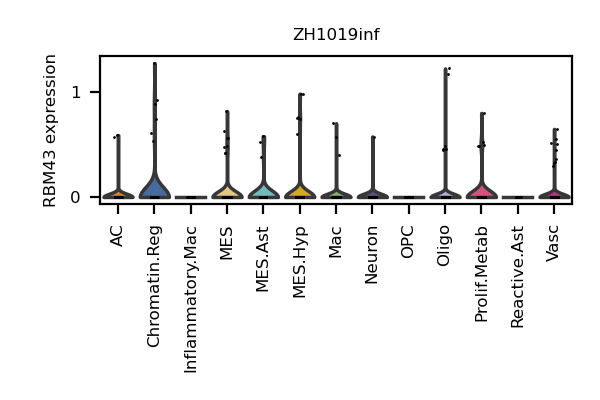 ZH1019inf
RBM43 expression
1
0
AC
Chromatin.Reg
Inflammatory.Mac
MES
MES.Ast
MES.Hyp
Mac
Neuron
OPC
Oligo
Prolif.Metab
Reactive.Ast
Vasc